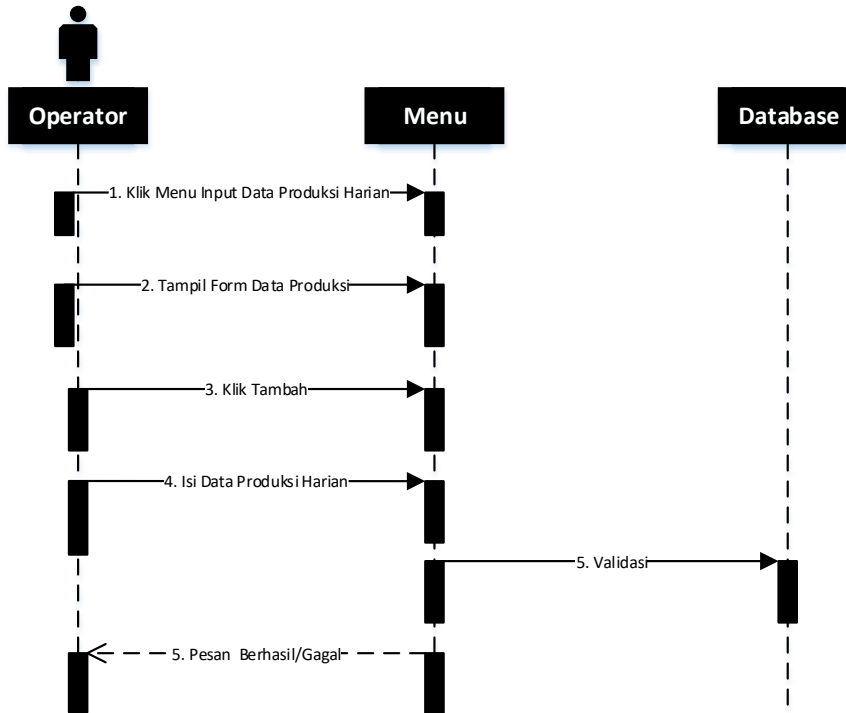 Operator
Menu
Database
1. Klik Menu Input Data Produksi Harian
2. Tampil Form Data Produksi
3. Klik Tambah
4. Isi Data Produksi Harian
5. Validasi
5. Pesan Berhasil/Gagal